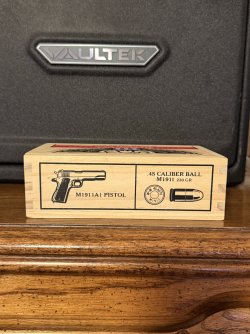 VAULTEK
M1911A1 PISTOL
.45 CALIBER BALL
M1911 230 GR